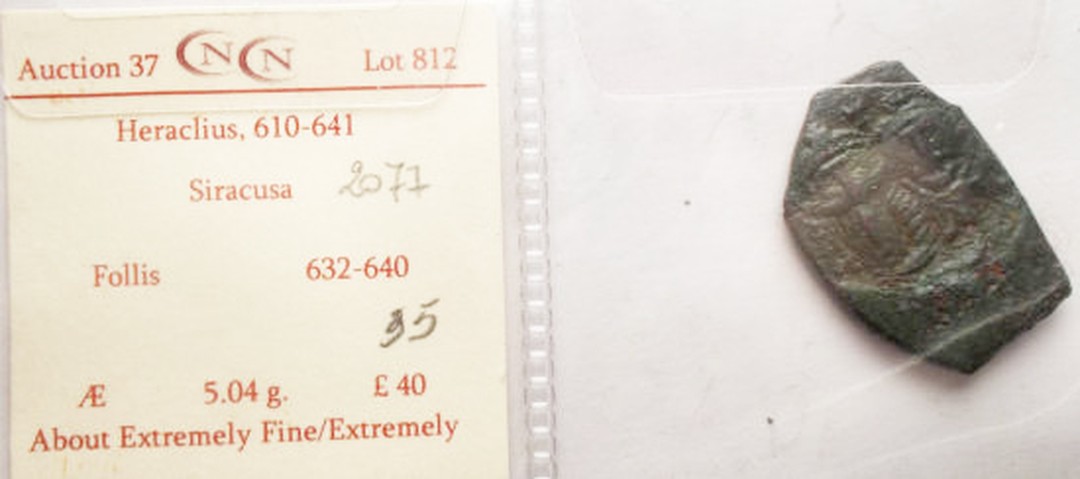 Auction 37 NCNC Lot 812
Heraclius, 610-641
Siracusa 2077
Follis 632-640
35
Æ 5.04 g. £ 40
About Extremely Fine/Extremely